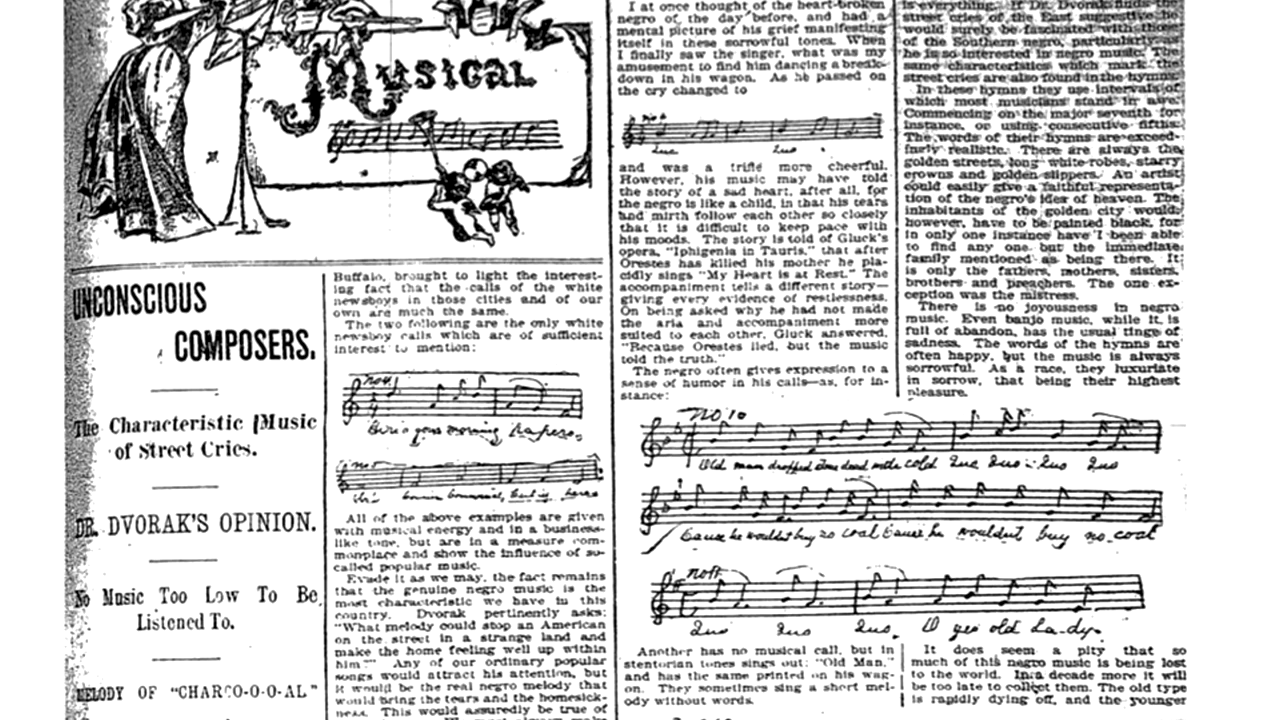 Musical
UNCONSCIOUS
COMPOSERS.
The Characteristic Music
of Street Cries.
DR. DVORAK'S OPINION.
No Music Too Low To Be
Listened To.
MELODY OF "CHARCO-O-O-AL"
Buffalo, brought to light the interest-
ing fact that the calls of the white
newsboys in those cities and of our
own are much the same.
The two following are the only white
newsboy calls which are of sufficient
interest to mention:
All of the above examples are given
with musical energy and in a business-
like tone, but are in a measure com-
monplace and show the influence of so-
called popular music.
Evade it as we may, the fact remains
that the genuine negro music is the
most characteristic we have in this
country. Dvorak pertinently asks:
"What melody could stop an American
on the street in a strange land and
make the home feeling well up within
him?" Any of our ordinary popular
songs would attract his attention, but
it would be the real negro melody that
would bring the tears and the homesick-
ness. This would assuredly be true of
I at once thought of the heart-broken
negro of the day before, and had a
mental picture of his grief manifesting
itself in these sorrowful tones. When
I finally saw the singer, what was my
amusement to find him dancing a break-
down in his wagon. As he passed on
the cry changed to
and was a trifle more cheerful.
However, his music may have told
the story of a sad heart, after all, for
the negro is like a child, in that his tears
and mirth follow each other so closely
that it is difficult to keep pace with
his moods. The story is told of Gluck's
opera, "Iphigenia in Tauris," that after
Orestes has killed his mother he pla-
cidly sings "My Heart is at Rest." The
accompaniment tells a different story—
giving every evidence of restlessness.
On being asked why he had not made
the aria and accompaniment more
suited to each other, Gluck answered,
"Because Orestes lied, but the music
told the truth."
The negro often gives expression to a
sense of humor in his calls—as, for in-
stance:
is everything. If Dr. Dvorak finds the
street cries of the East suggestive he
would surely be fascinated with those
of the Southern negro, particularly as
he is so interested in negro music. The
same characteristics which mark the
street cries are also found in the hymns.
In these hymns they use intervals of
which most musicians stand in awe.
Commencing on the major seventh for
instance, or using consecutive fifths.
The words of their hymns are exceed-
ingly realistic. There are always the
golden streets, long white robes, starry
crowns and golden slippers. An artist
could easily give a faithful representa-
tion of the negro's idea of heaven. The
inhabitants of the golden city would,
however, have to be painted black, for
in only one instance have I been able
to find any one but the immediate
family mentioned as being there. It
is only the fathers, mothers, sisters,
brothers and preachers. The one ex-
ception was the mistress.
There is no joyousness in negro
music. Even banjo music, while it is
full of abandon, has the usual tinge of
sadness. The words of the hymns are
often happy, but the music is always
sorrowful. As a race, they luxuriate
in sorrow, that being their highest
pleasure.
No 10
Old man dropped down dead with cold
Cause he wouldn't buy no coal Cause he wouldn't buy no coal
No 11
O yes old La-dy
Another has no musical call, but in
stentorian tones sings out: "Old Man,"
and has the same printed on his wag-
on. They sometimes sing a short mel-
ody without words.
It does seem a pity that so
much of this negro music is being lost
to the world. In a decade more it will
be too late to collect them. The old type
is rapidly dying off, and the younger